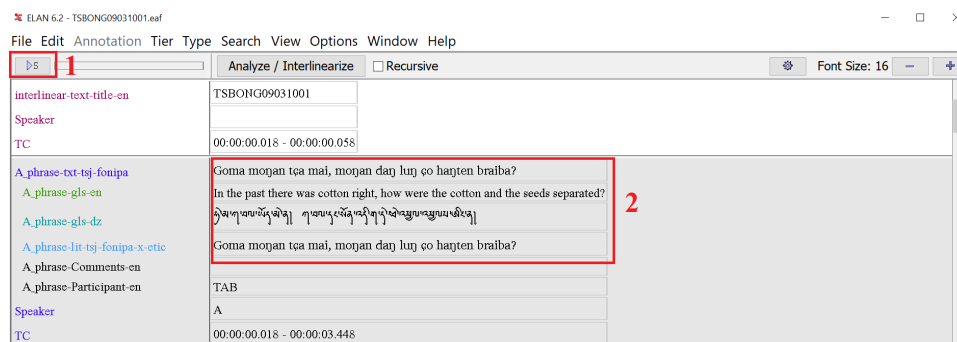 ELAN 6.2 - TSBONG09031001.eaf
File Edit Annotation Tier Type Search View Options Window Help
S 1 Analyze / Interlinearize Recursive Font Size: 16
interlinear-text-title-en TSBONG09031001
Speaker
TC 00:00:00.018 - 00:00:00.058
A_phrase-txt-tsj-fonipa Goma moŋan tɕa mai, moŋan daŋ luŋ ço haŋten braiba?
A_phrase-gls-en In the past there was cotton right, how were the cotton and the seeds separated?
2
A_phrase-gls-dz
A_phrase-lit-tsj-fonipa-x-etic Goma moŋan tɕa mai, moŋan daŋ luŋ ço haŋten braiba?
A_phrase-Comments-en
A_phrase-Participant-en TAB
Speaker A
TC 00:00:00.018 - 00:00:03.448